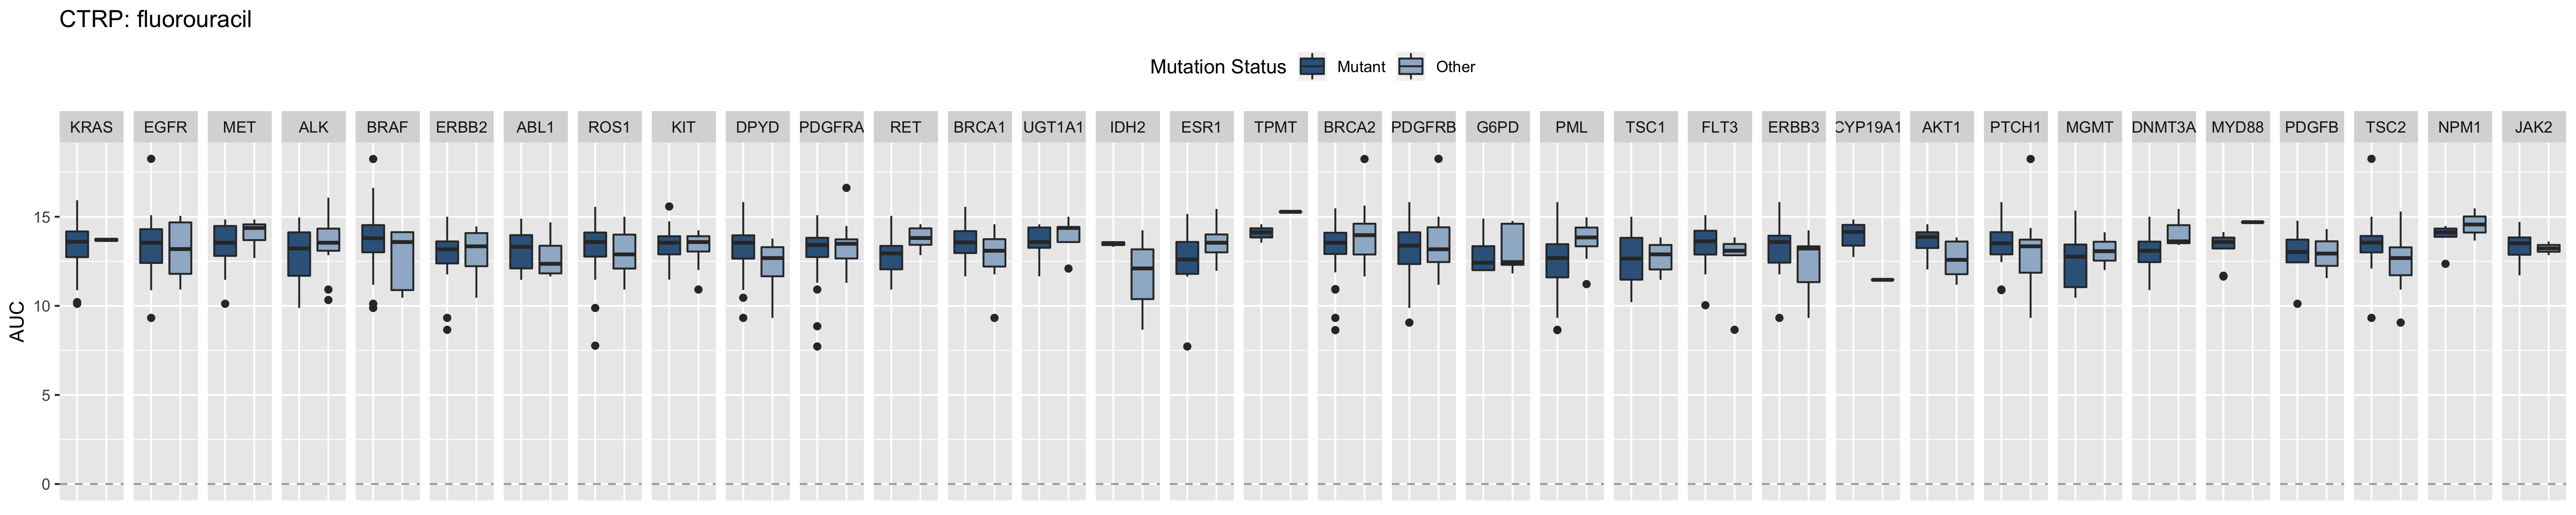 CTRP: fluorouracil
Mutation Status Mutant Other
KRAS EGFR MET ALK BRAF ERBB2 ABL1 ROS1 KIT DPYD PDGFRA RET BRCA1 UGT1A1 IDH2 ESR1 TPMT BRCA2 PDGFRB G6PD PML TSC1 FLT3 ERBB3 CYP19A1 AKT1 PTCH1 MGMT DNMT3A MYD88 PDGFB TSC2 NPM1 JAK2
15
10
5
0
AUC